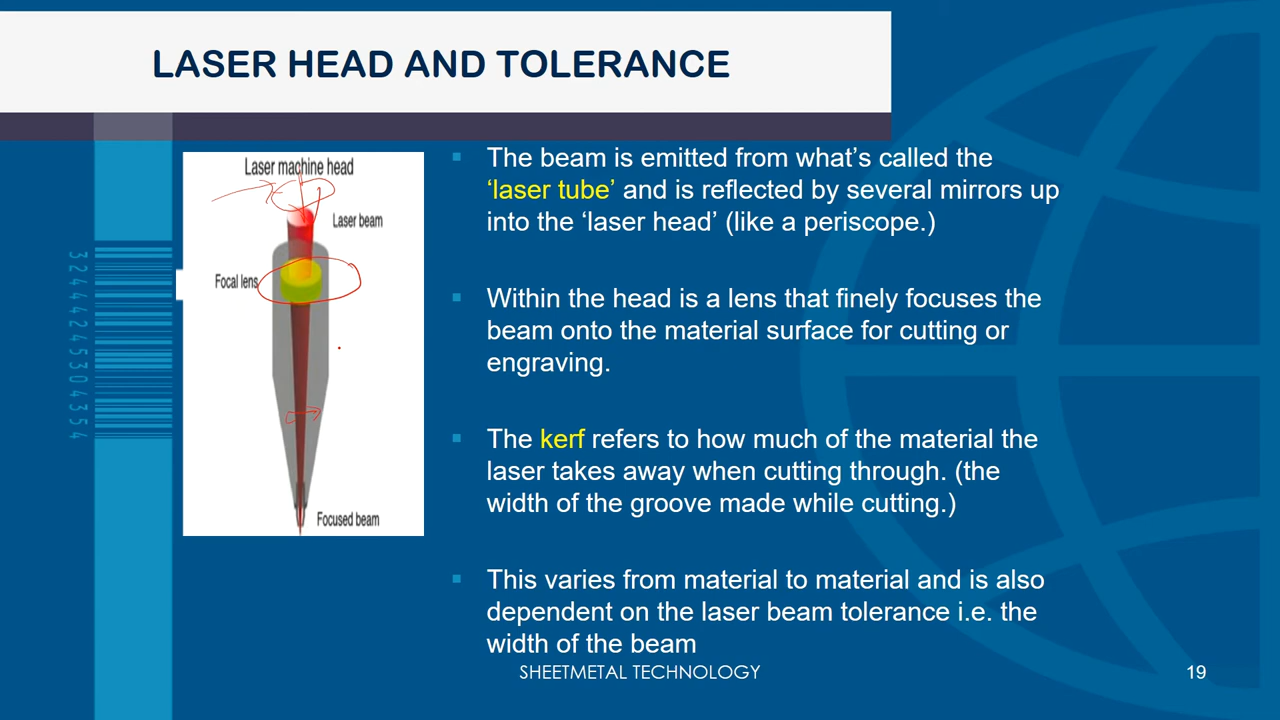 LASER HEAD AND TOLERANCE
Laser machine head
Laser beam
Focal lens
Focused beam
32444245304354
The beam is emitted from what’s called the
‘laser tube’ and is reflected by several mirrors up
into the ‘laser head’ (like a periscope.)
Within the head is a lens that finely focuses the
beam onto the material surface for cutting or
engraving.
The kerf refers to how much of the material the
laser takes away when cutting through. (the
width of the groove made while cutting.)
This varies from material to material and is also
dependent on the laser beam tolerance i.e. the
width of the beam
SHEETMETAL TECHNOLOGY
19